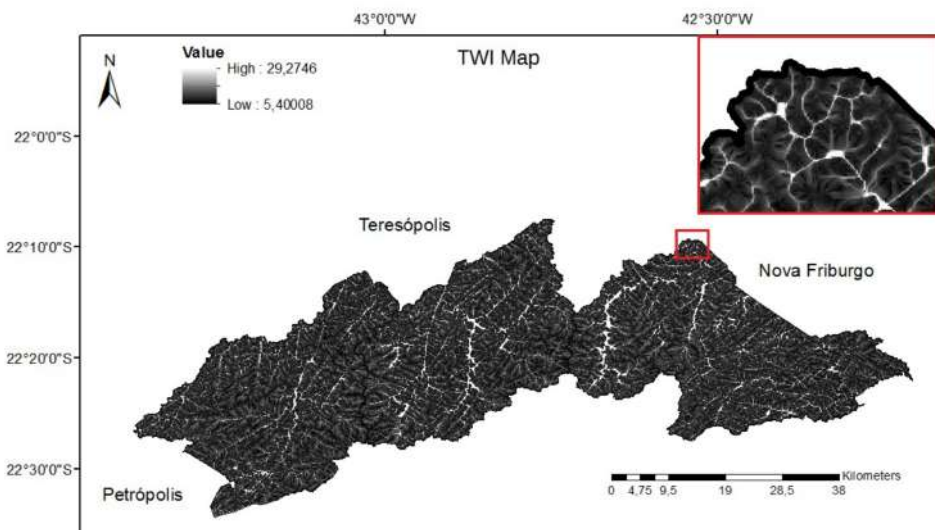 43°0'0"W 42°30'0"W
N
Value
High : 29,2746
Low : 5,40008
TWI Map
22°0'0"S
Teresópolis
22°10'0"S
Nova Friburgo
22°20'0"S
22°30'0"S
Petrópolis
Kilometers
0 4,75 9,5 19 28,5 38